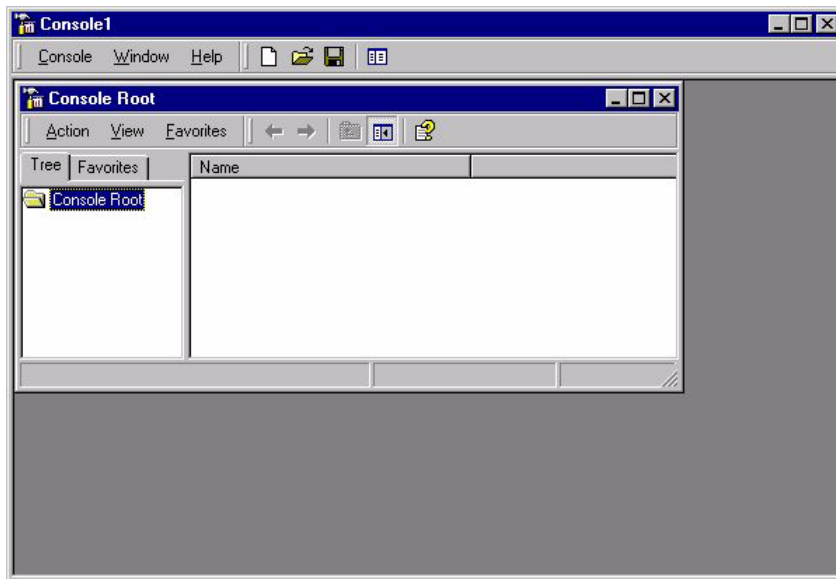 Console1
Console Window Help
Console Root
Action View Favorites
Tree Favorites Name
Console Root